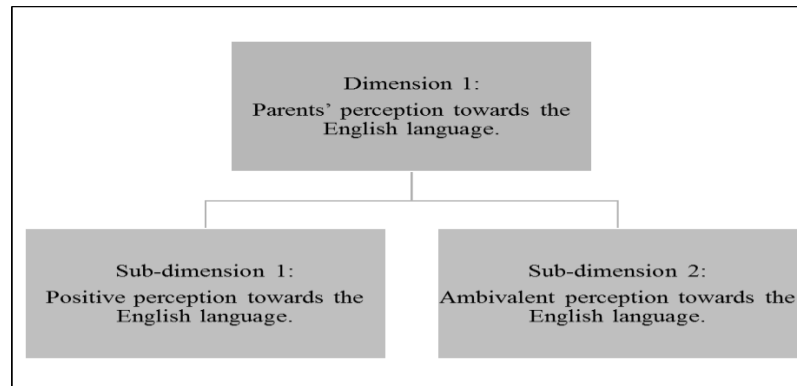 Dimension 1:
Parents’ perception towards the
English language.
Sub-dimension 1:
Positive perception towards the
English language.
Sub-dimension 2:
Ambivalent perception towards the
English language.